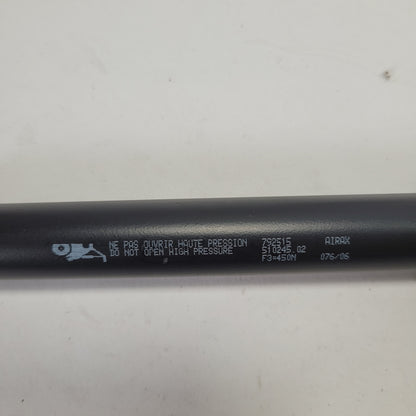 NE PAS OUVRIR HAUTE PRESSION 792515 AIRAX
DO NOT OPEN HIGH PRESSURE 510245.02
F3=450N 076/06